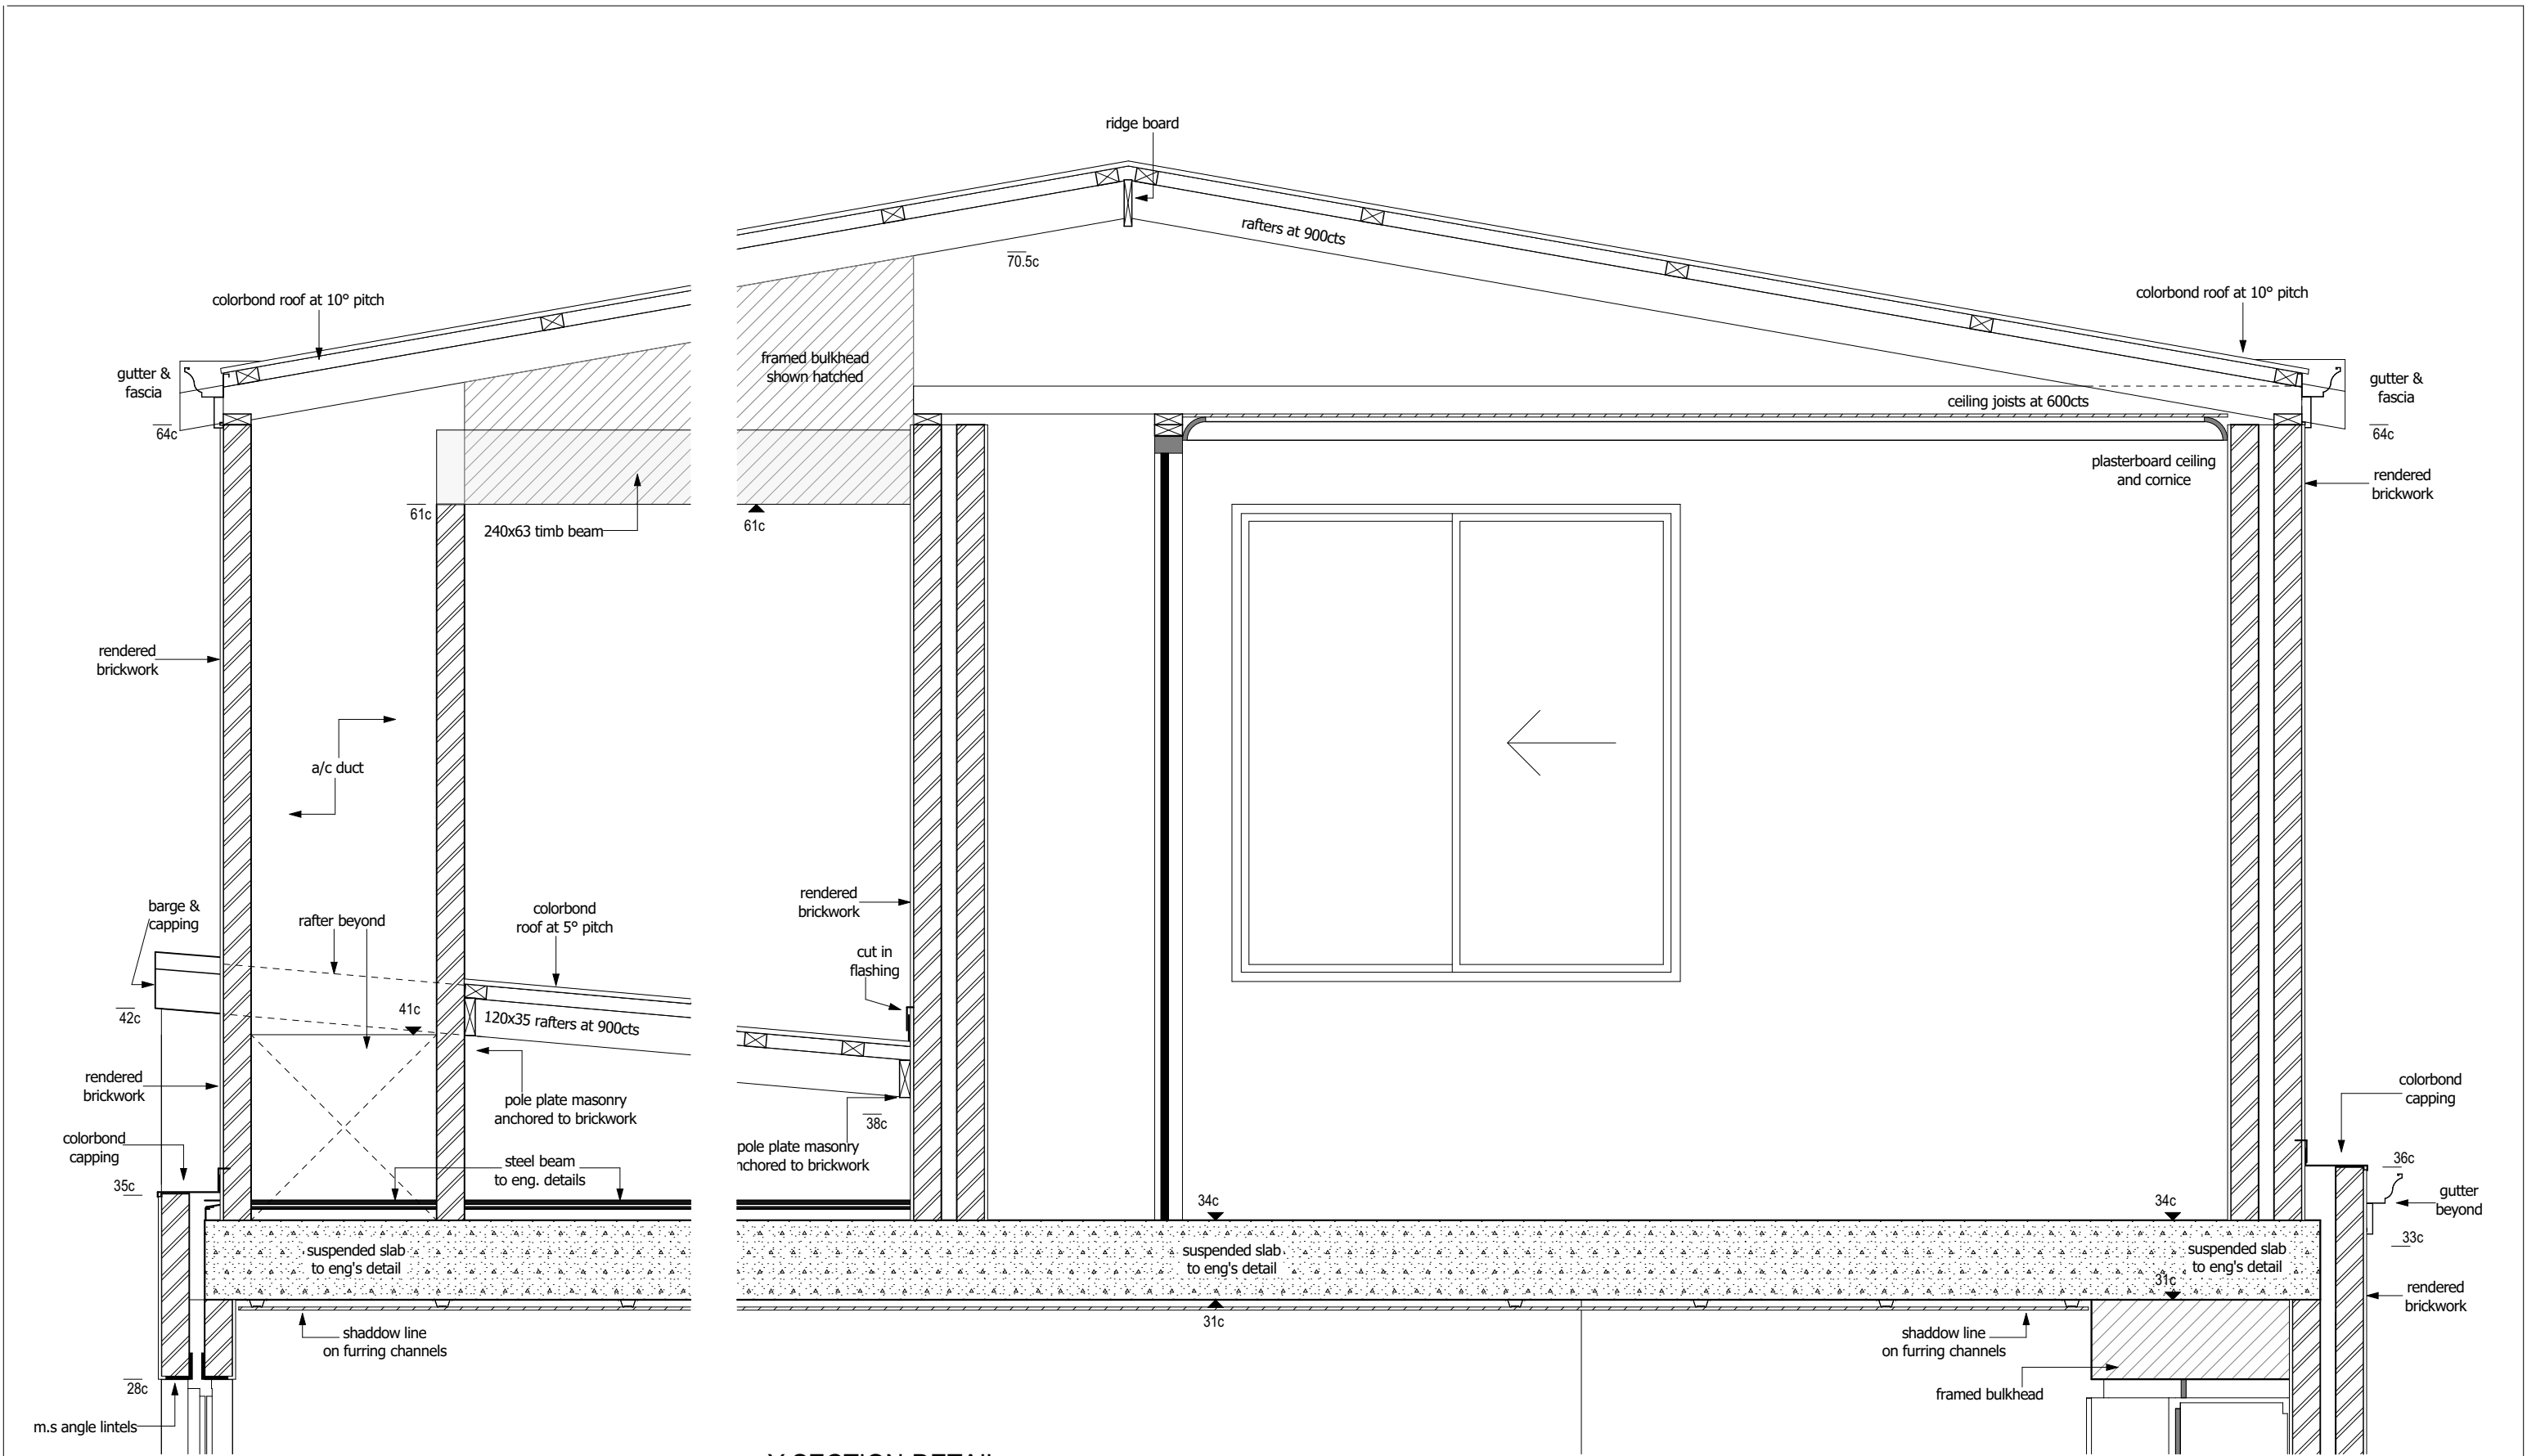 ridge board
rafters at 900cts
70.5c
colorbond roof at 10° pitch
colorbond roof at 10° pitch
framed bulkhead
shown hatched
gutter &
fascia
gutter &
fascia
ceiling joists at 600cts
64c
64c
plasterboard ceiling
and cornice
rendered
brickwork
61c
240x63 timb beam
61c
rendered
brickwork
a/c duct
rendered
brickwork
barge &
capping
rafter beyond
colorbond
roof at 5° pitch
cut in
flashing
42c
41c
120x35 rafters at 900cts
rendered
brickwork
pole plate masonry
anchored to brickwork
38c
pole plate masonry
nchored to brickwork
colorbond
capping
colorbond
capping
steel beam
to eng. details
35c
36c
34c
34c
gutter
beyond
33c
suspended slab
to eng's detail
suspended slab
to eng's detail
suspended slab
to eng's detail
31c
31c
rendered
brickwork
shaddow line
on furring channels
shaddow line
on furring channels
28c
framed bulkhead
m.s angle lintels